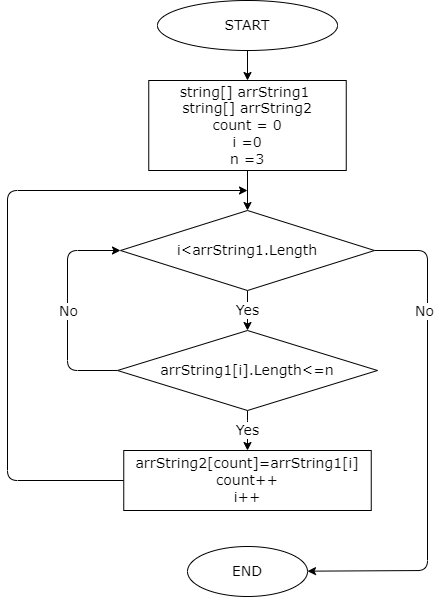 START
string[] arrString1
string[] arrString2
count = 0
i =0
n =3
i<arrString1.Length
No
Yes
No
arrString1[i].Length<=n
Yes
arrString2[count]=arrString1[i]
count++
i++
END